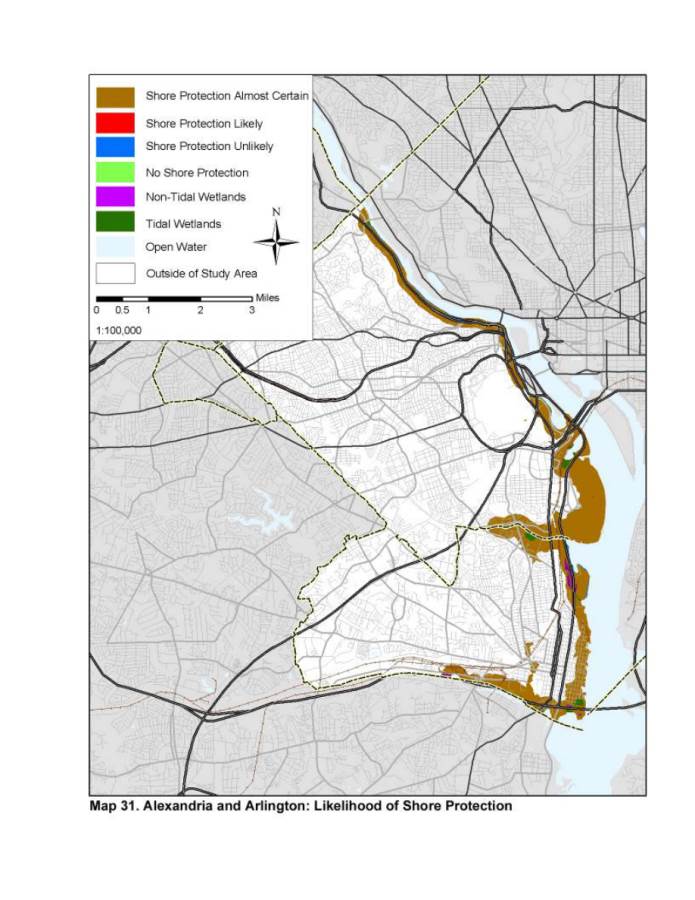 Shore Protection Almost Certain
Shore Protection Likely
Shore Protection Unlikely
No Shore Protection
Non-Tidal Wetlands
Tidal Wetlands
Open Water
Outside of Study Area
N
Miles
0 0.5 1 2 3
1:100,000
Map 31. Alexandria and Arlington: Likelihood of Shore Protection